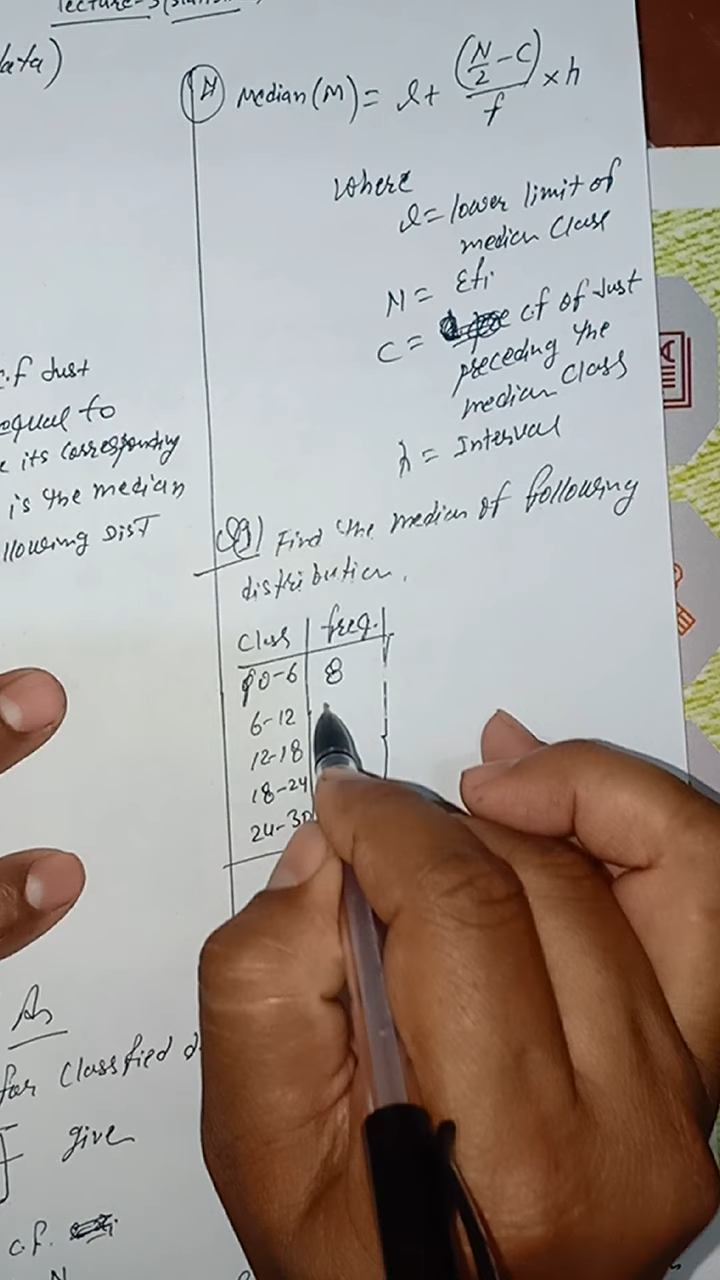 lecture-3
data)
c.f Just
equal to
its corresponding
is the median
llowing DisT
As
for Classfied
give
c.f.
N
(4) Median (M) = l + (N/2 - C)/f × h
where
l = lower limit of
median Class
N = Σfi
C = cf of Just
preceding the
median Class
h = Interval
Q1) Find the median of following
distribution.
Class freq.
0-6 8
6-12
12-18
18-24
24-30